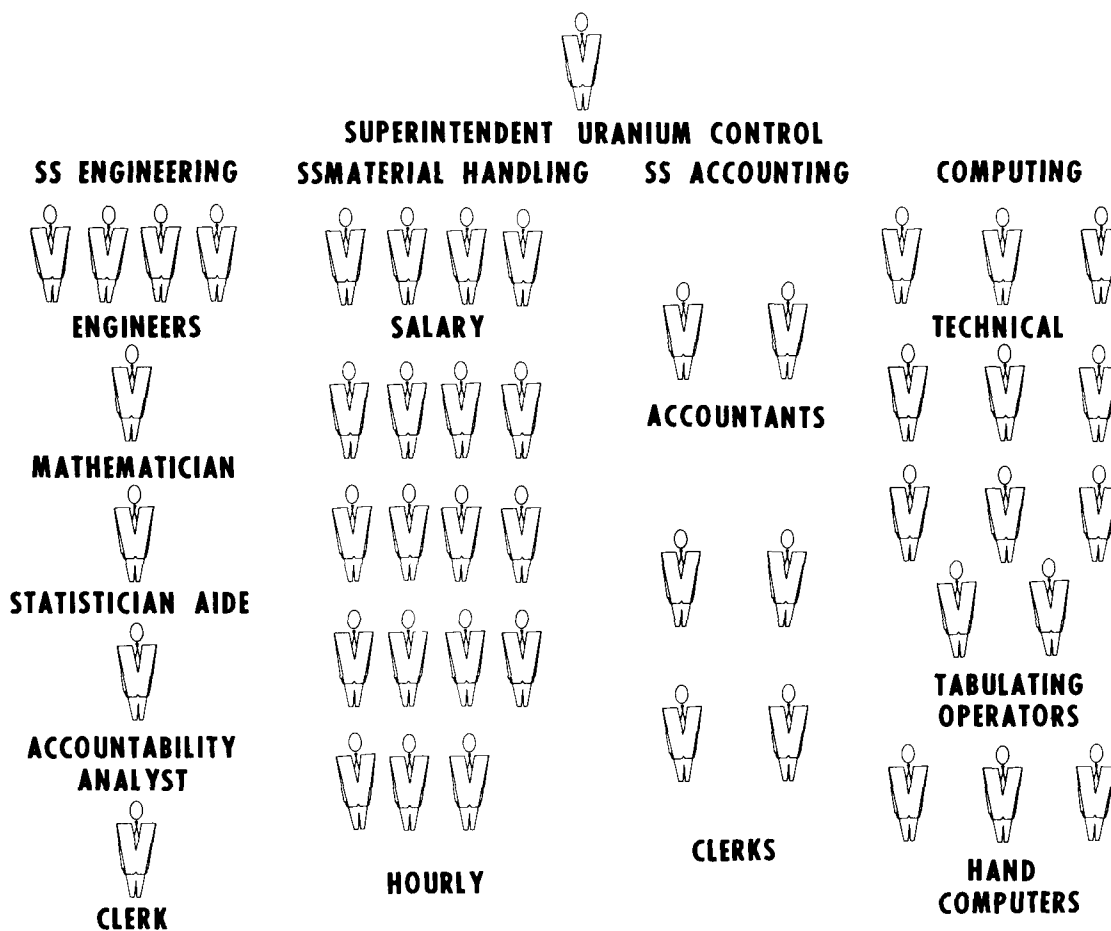 SUPERINTENDENT URANIUM CONTROL
SS ENGINEERING
ENGINEERS
MATHEMATICIAN
STATISTICIAN AIDE
ACCOUNTABILITY
ANALYST
CLERK
SSMATERIAL HANDLING
SALARY
HOURLY
SS ACCOUNTING
ACCOUNTANTS
CLERKS
COMPUTING
TECHNICAL
TABULATING
OPERATORS
HAND
COMPUTERS